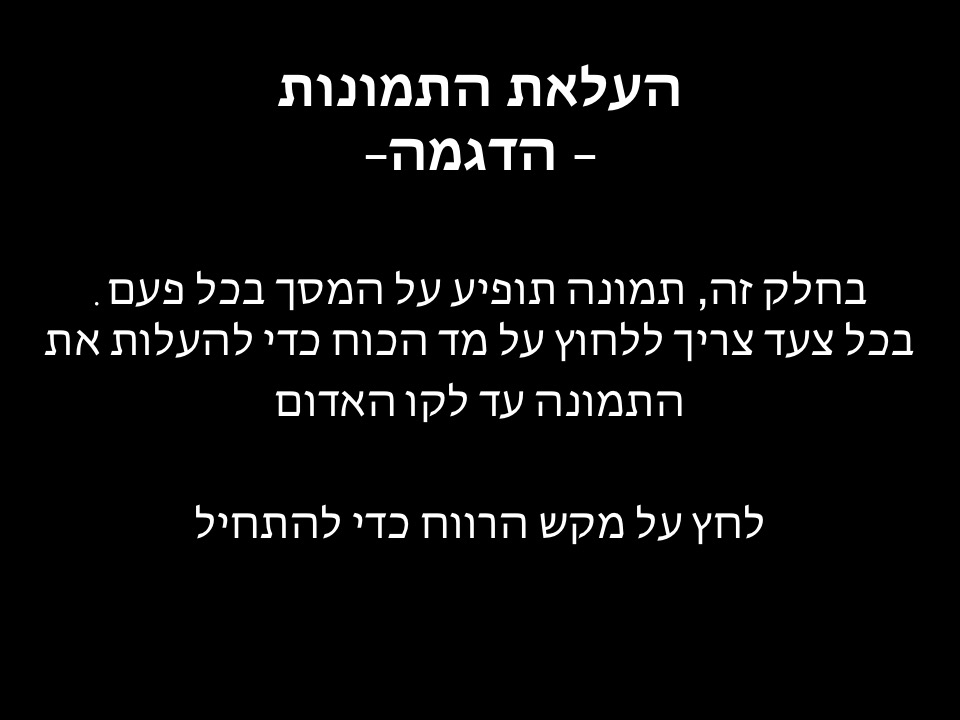 העלאת התמונות
– הדגמה–
בחלק זה, תמונה תופיע על המסך בכל פעם.
בכל צעד צריך ללחוץ על מד הכוח כדי להעלות את
התמונה עד לקו האדום
לחץ על מקש הרווח כדי להתחיל